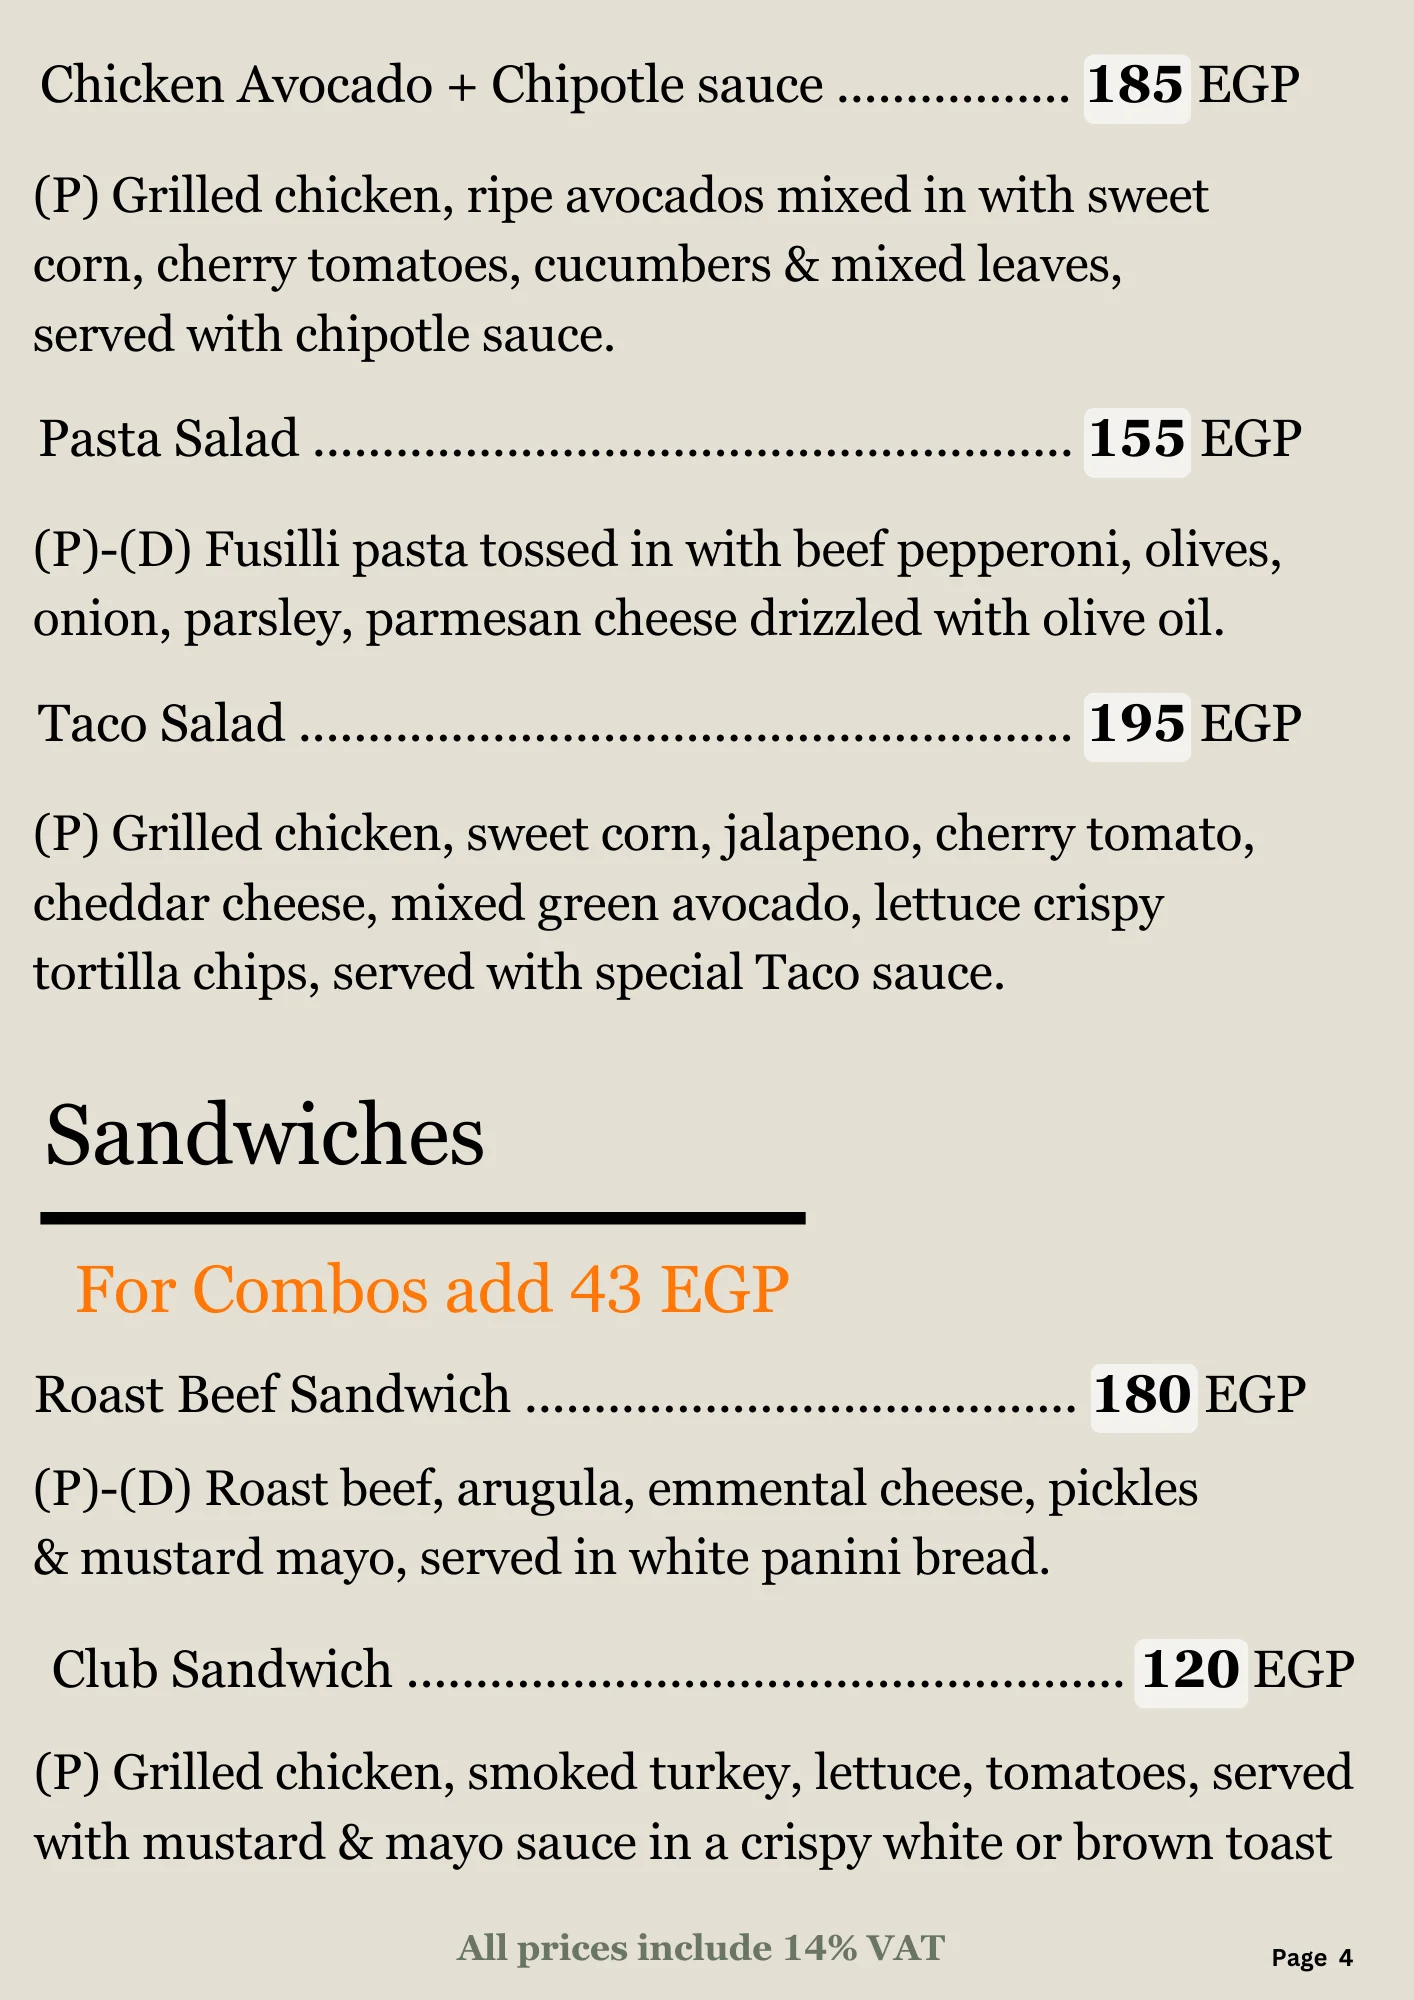 Chicken Avocado + Chipotle sauce ................. 185 EGP
(P) Grilled chicken, ripe avocados mixed in with sweet
corn, cherry tomatoes, cucumbers & mixed leaves,
served with chipotle sauce.
Pasta Salad ....................................................... 155 EGP
(P)-(D) Fusilli pasta tossed in with beef pepperoni, olives,
onion, parsley, parmesan cheese drizzled with olive oil.
Taco Salad ........................................................ 195 EGP
(P) Grilled chicken, sweet corn, jalapeno, cherry tomato,
cheddar cheese, mixed green avocado, lettuce crispy
tortilla chips, served with special Taco sauce.
Sandwiches
For Combos add 43 EGP
Roast Beef Sandwich ........................................ 180 EGP
(P)-(D) Roast beef, arugula, emmental cheese, pickles
& mustard mayo, served in white panini bread.
Club Sandwich .................................................... 120 EGP
(P) Grilled chicken, smoked turkey, lettuce, tomatoes, served
with mustard & mayo sauce in a crispy white or brown toast
All prices include 14% VAT
Page 4